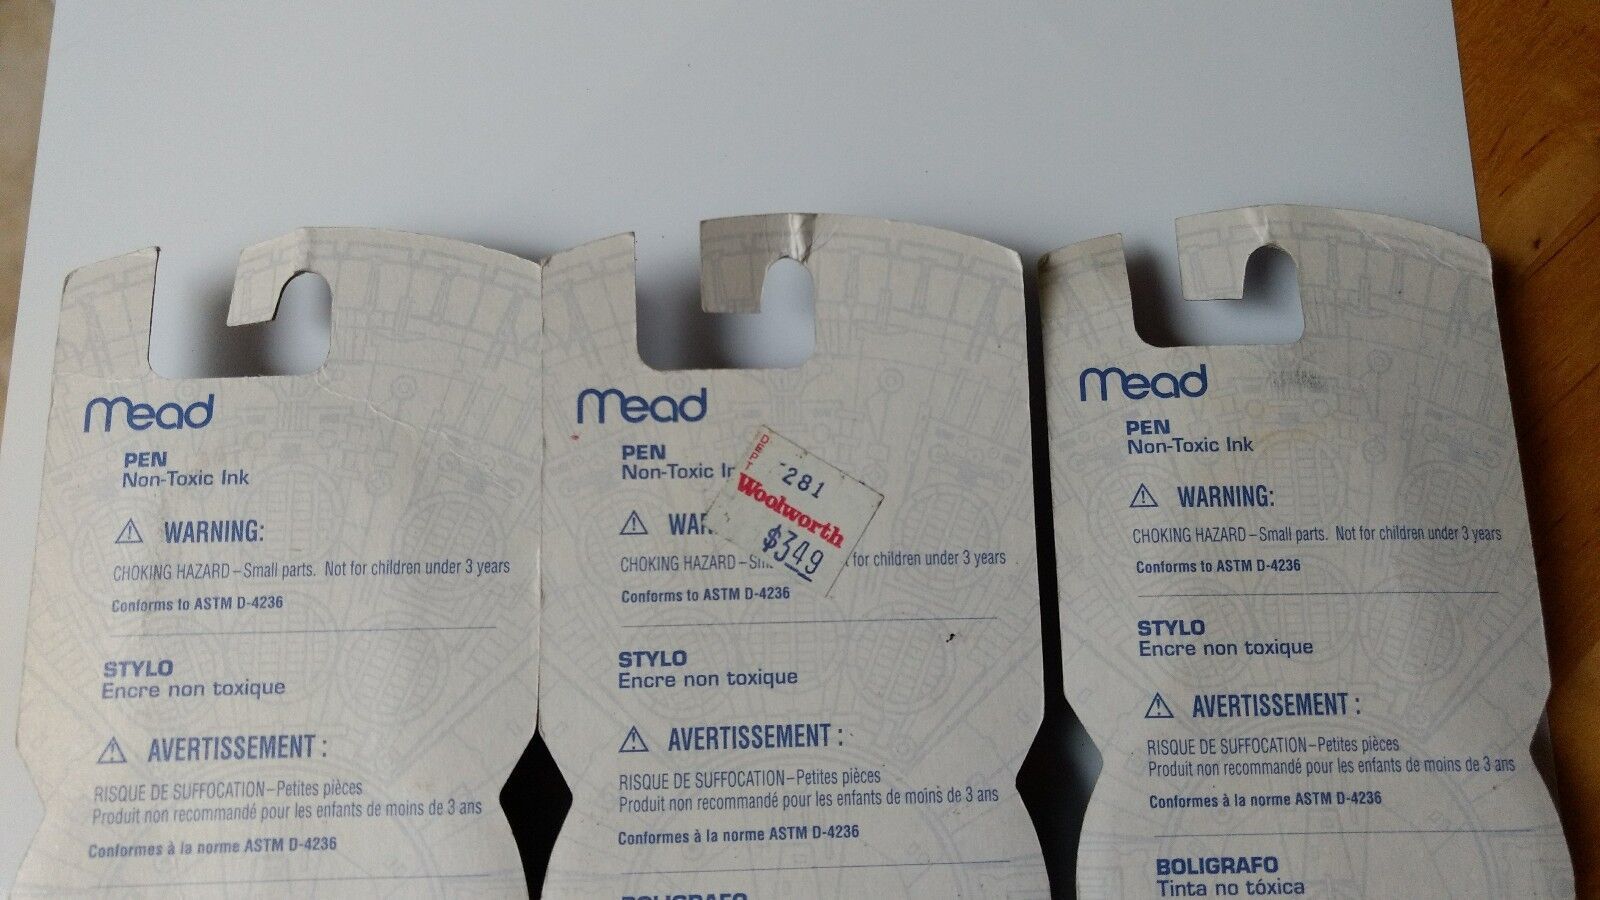 Mead
PEN
Non-Toxic Ink
WARNING:
CHOKING HAZARD – Small parts. Not for children under 3 years
Conforms to ASTM D-4236
STYLO
Encre non toxique
AVERTISSEMENT :
RISQUE DE SUFFOCATION – Petites pièces
Produit non recommandé pour les enfants de moins de 3 ans
Conformes à la norme ASTM D-4236
Mead
PEN
Non-Toxic
DEPT
281
Woolworth
$349
CHOKING HAZARD – for children under 3 years
Conforms to ASTM D-4236
STYLO
Encre non toxique
AVERTISSEMENT :
RISQUE DE SUFFOCATION – Petites pièces
Produit non recommandé pour les enfants de moins de 3 ans
Conformes à la norme ASTM D-4236
BOLIGRAFO
Mead
PEN
Non-Toxic Ink
WARNING:
CHOKING HAZARD – Small parts. Not for children under 3 years
Conforms to ASTM D-4236
STYLO
Encre non toxique
AVERTISSEMENT :
RISQUE DE SUFFOCATION – Petites pièces
Produit non recommandé pour les enfants de moins de 3 ans
Conformes à la norme ASTM D-4236
BOLIGRAFO
Tinta no tóxica